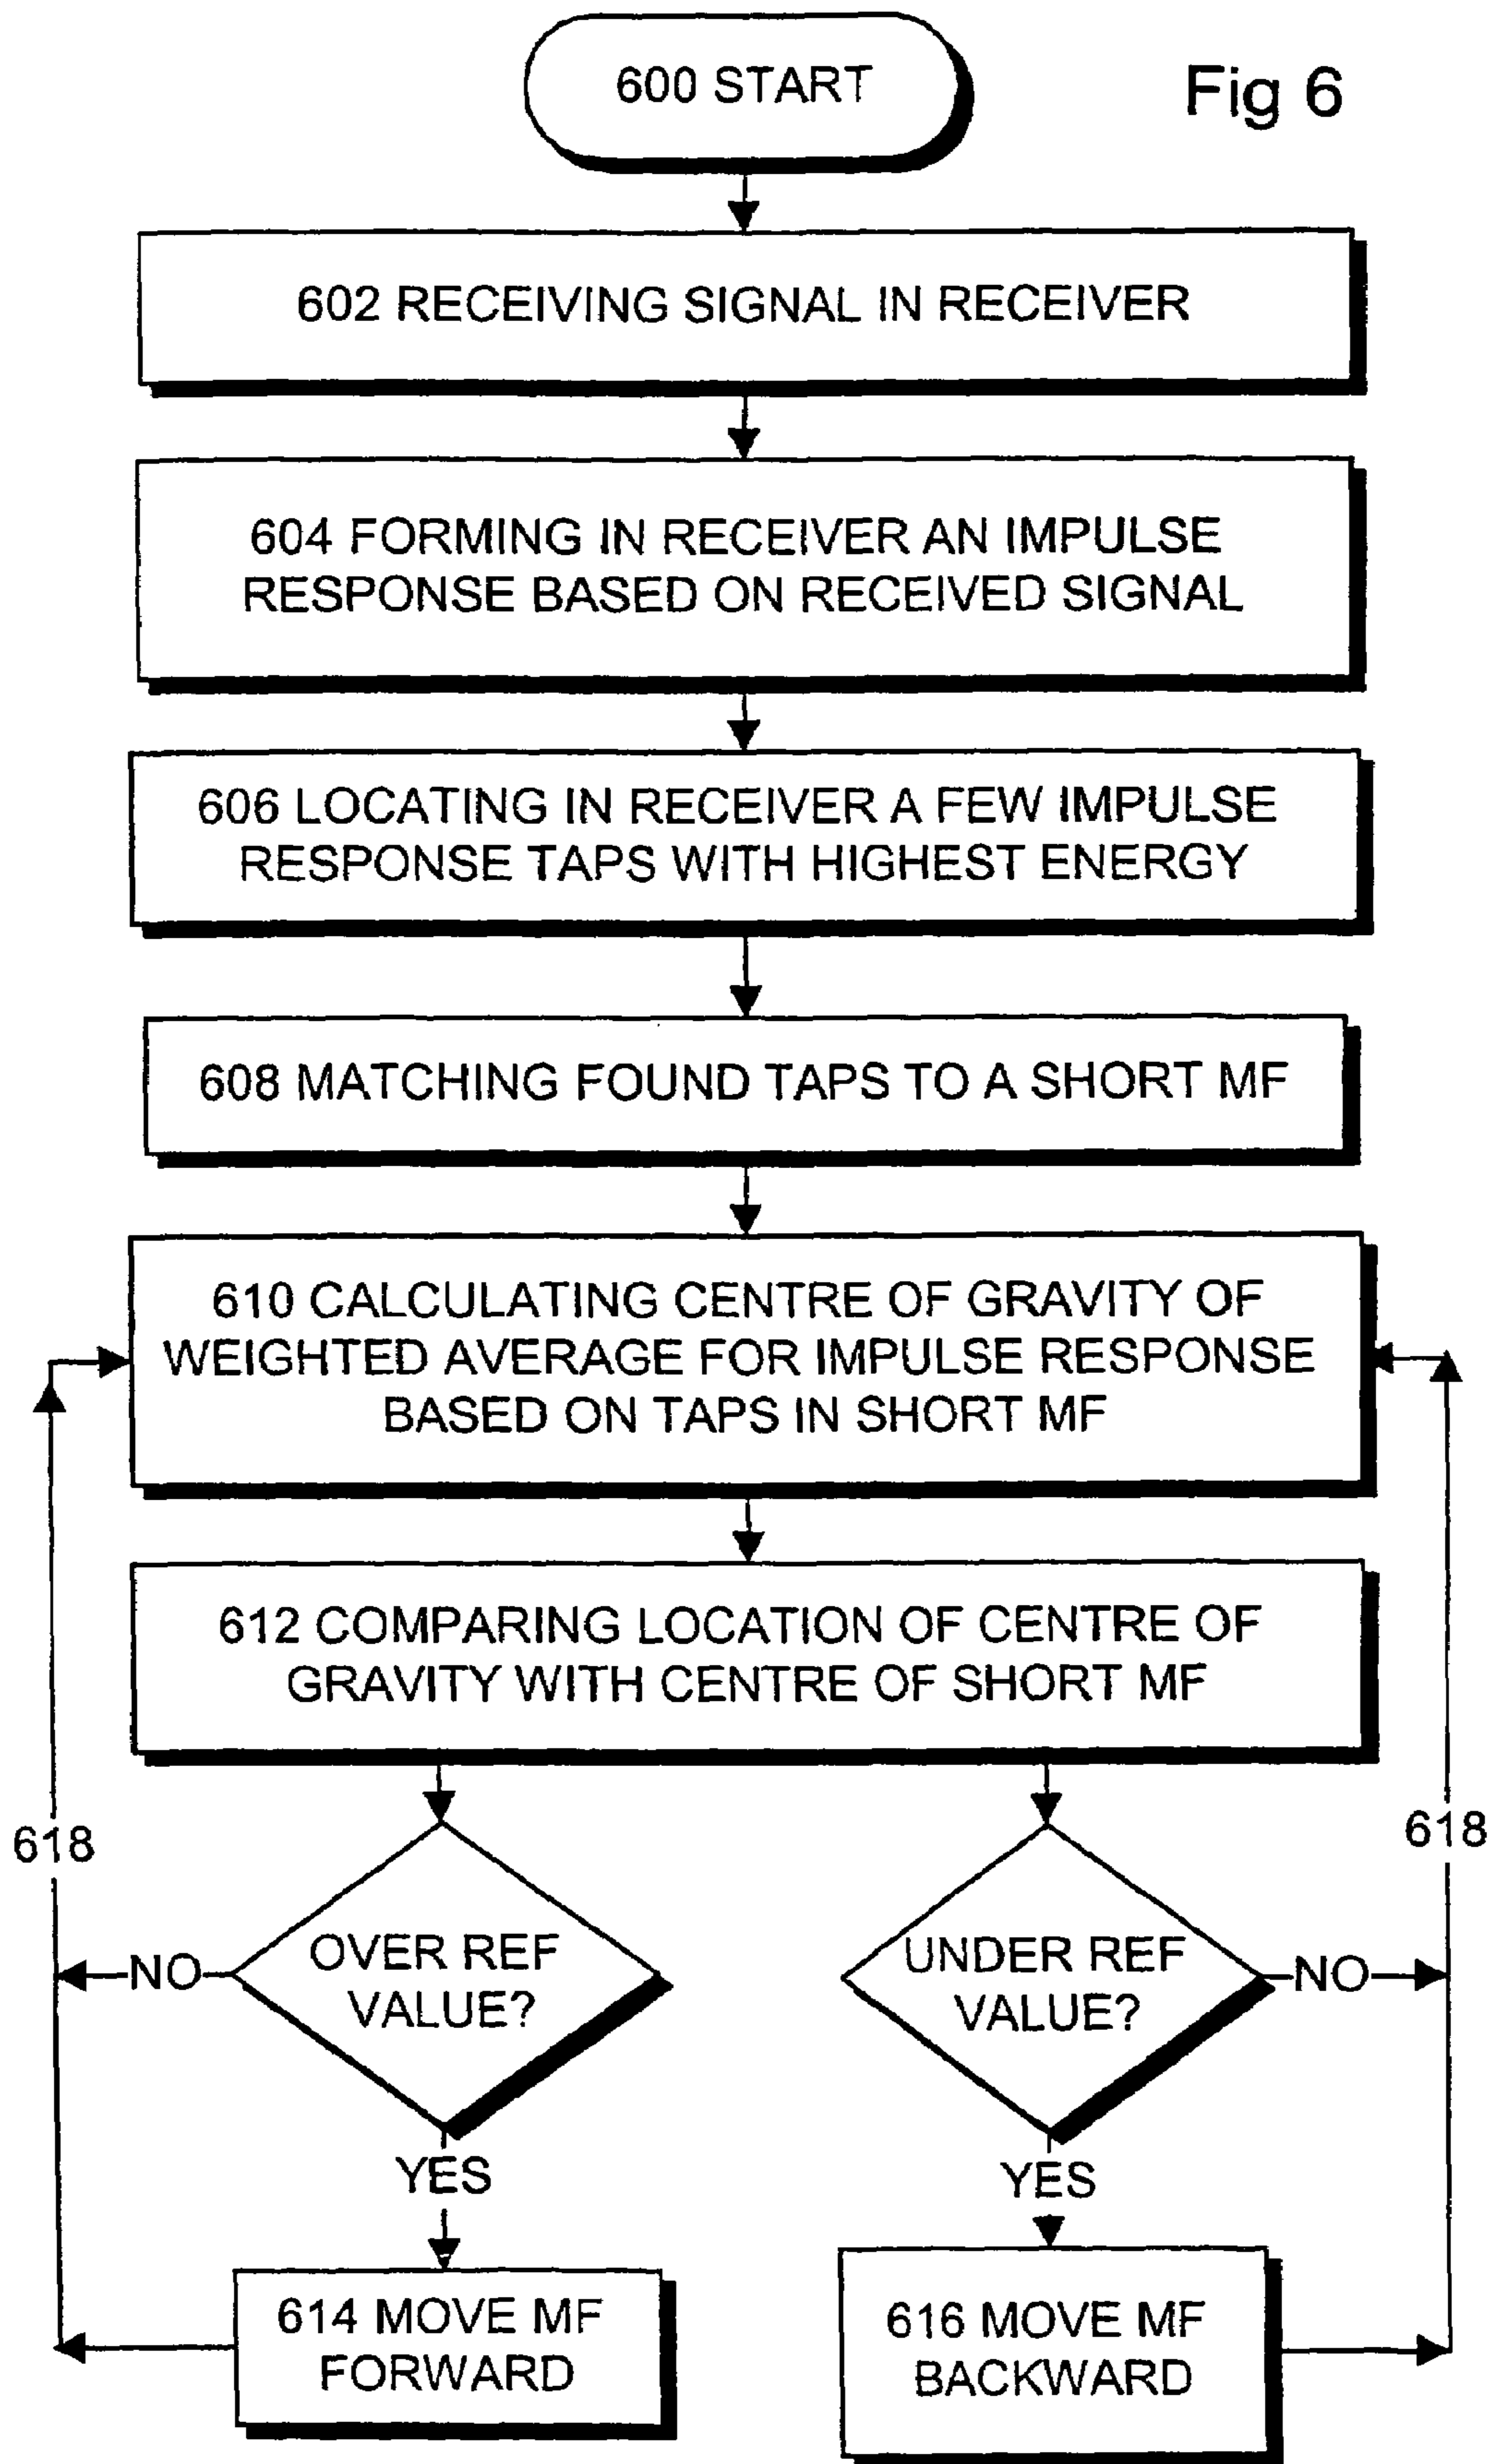 600 START
Fig 6
602 RECEIVING SIGNAL IN RECEIVER
604 FORMING IN RECEIVER AN IMPULSE
RESPONSE BASED ON RECEIVED SIGNAL
606 LOCATING IN RECEIVER A FEW IMPULSE
RESPONSE TAPS WITH HIGHEST ENERGY
608 MATCHING FOUND TAPS TO A SHORT MF
610 CALCULATING CENTRE OF GRAVITY OF
WEIGHTED AVERAGE FOR IMPULSE RESPONSE
BASED ON TAPS IN SHORT MF
612 COMPARING LOCATION OF CENTRE OF
GRAVITY WITH CENTRE OF SHORT MF
618
618
NO
OVER REF
VALUE?
UNDER REF
VALUE?
NO
YES
YES
614 MOVE MF
FORWARD
616 MOVE MF
BACKWARD